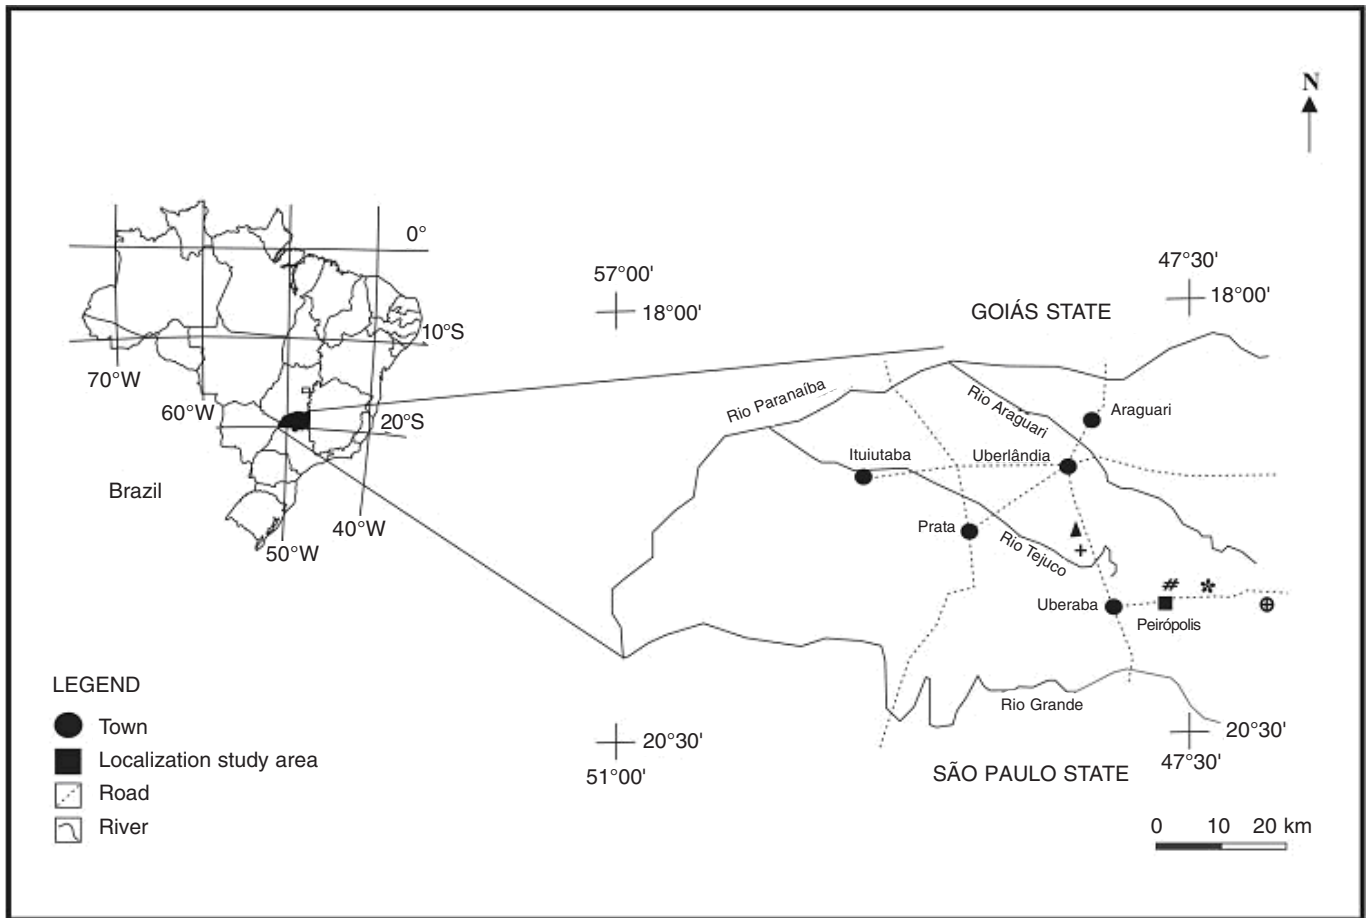 N
0°
10°S
20°S
70°W
60°W
50°W
40°W
Brazil
57°00'
18°00'
47°30'
18°00'
GOIÁS STATE
Rio Paranaíba
Rio Araguari
Araguari
Ituiutaba
Uberlândia
Prata
Rio Tejuco
Uberaba
Peirópolis
Rio Grande
20°30'
51°00'
20°30'
47°30'
SÃO PAULO STATE
0 10 20 km
LEGEND
Town
Localization study area
Road
River